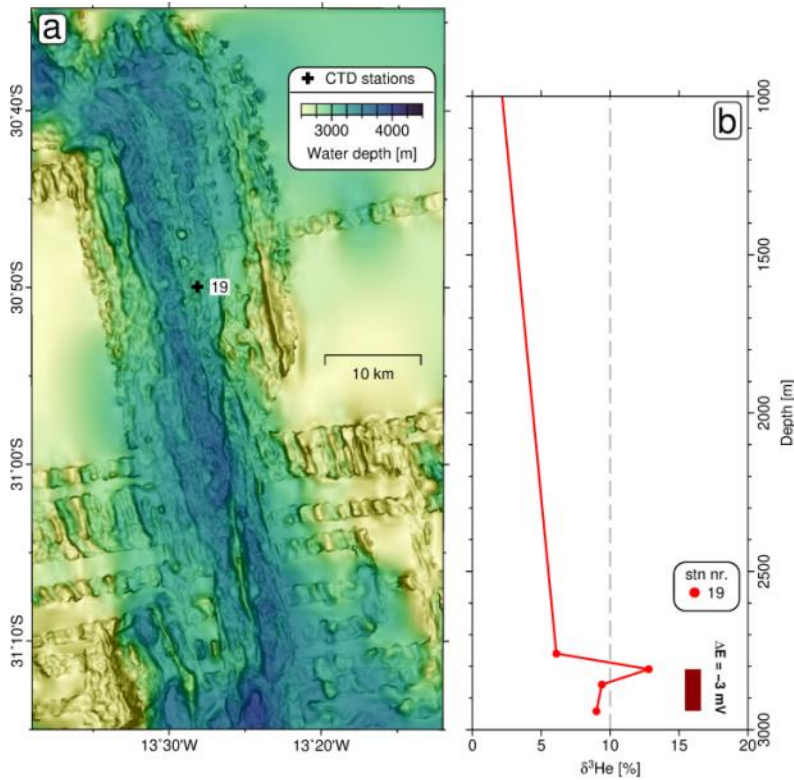 a
CTD stations
3000 4000
Water depth [m]
30°40'S
30°50'S
31°00'S
31°10'S
19
10 km
13°30'W 13°20'W
b
1000
1500
2000
2500
3000
Depth [m]
stn nr.
19
ΔE = −3 mV
0 5 10 15 20
δ³He [%]